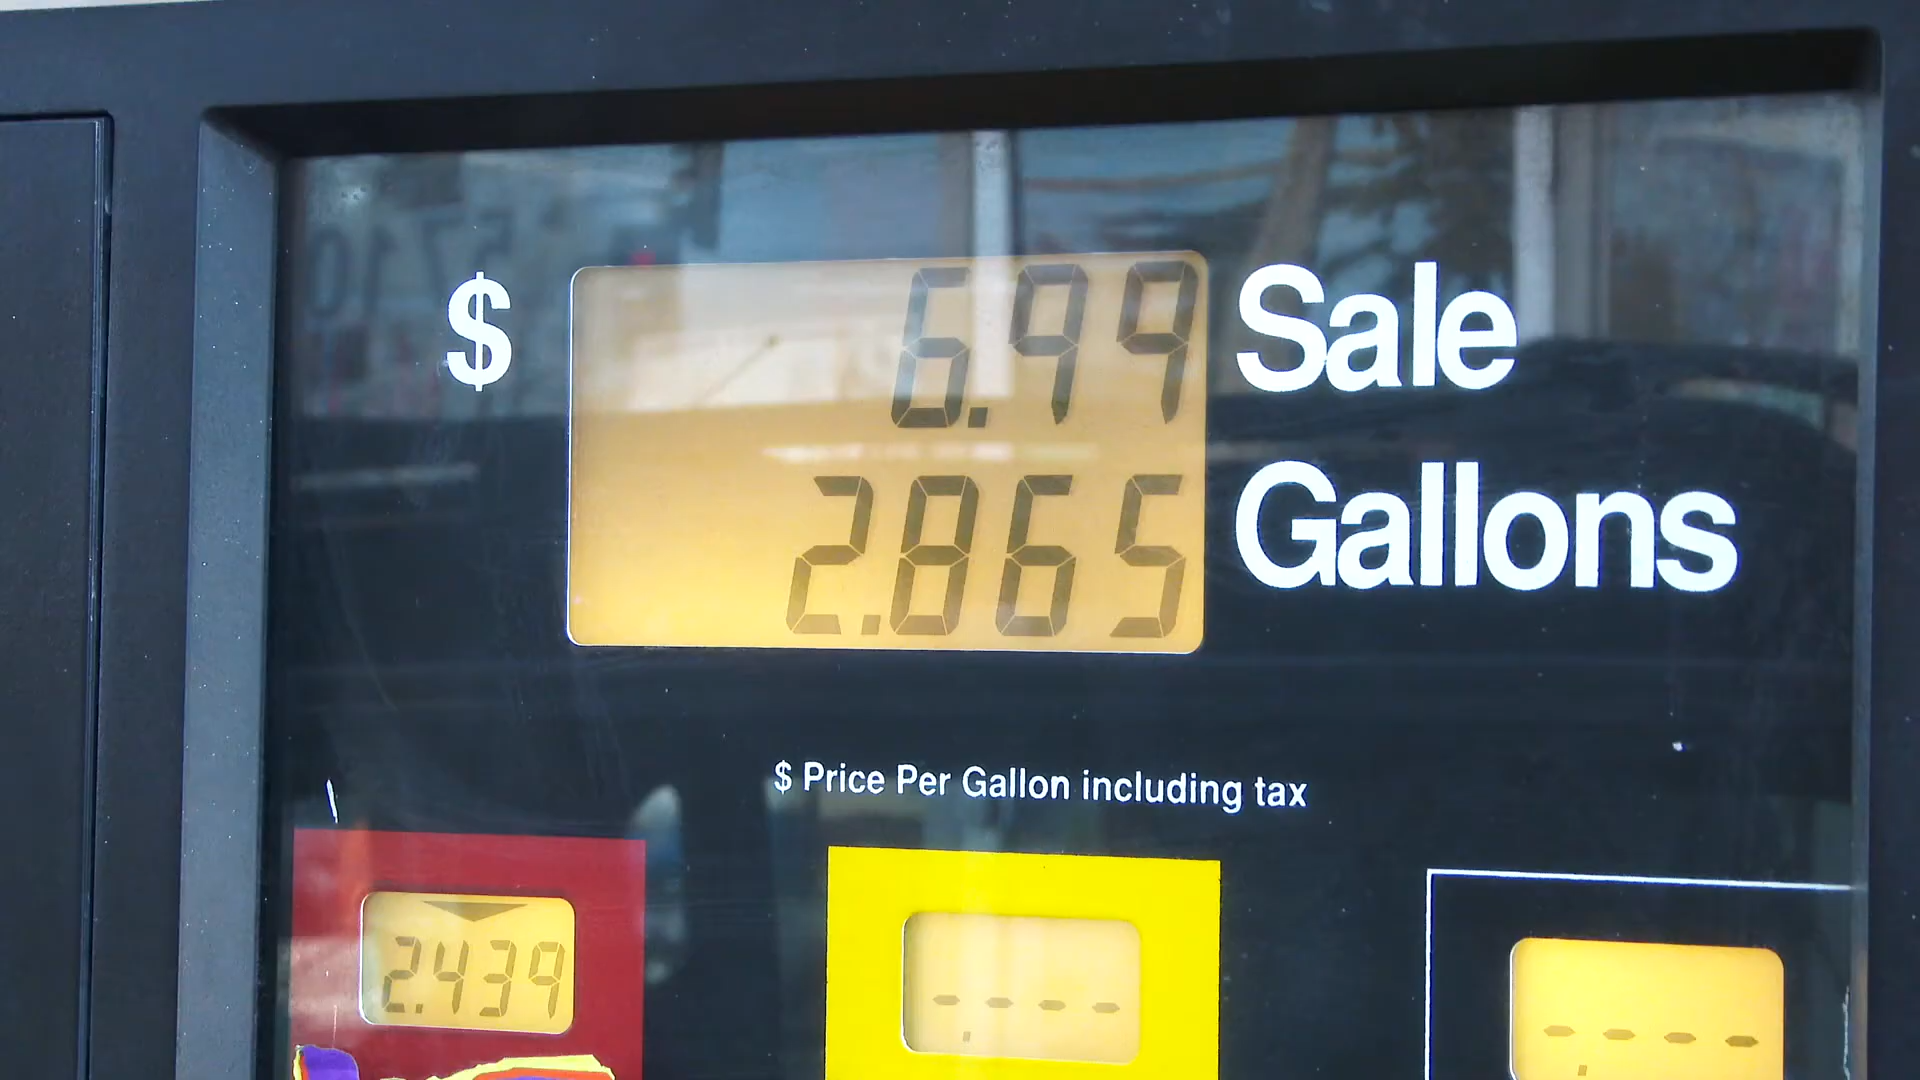 $ 6.99 Sale
2.865 Gallons
$ Price Per Gallon including tax
2.439
-.---
-.---